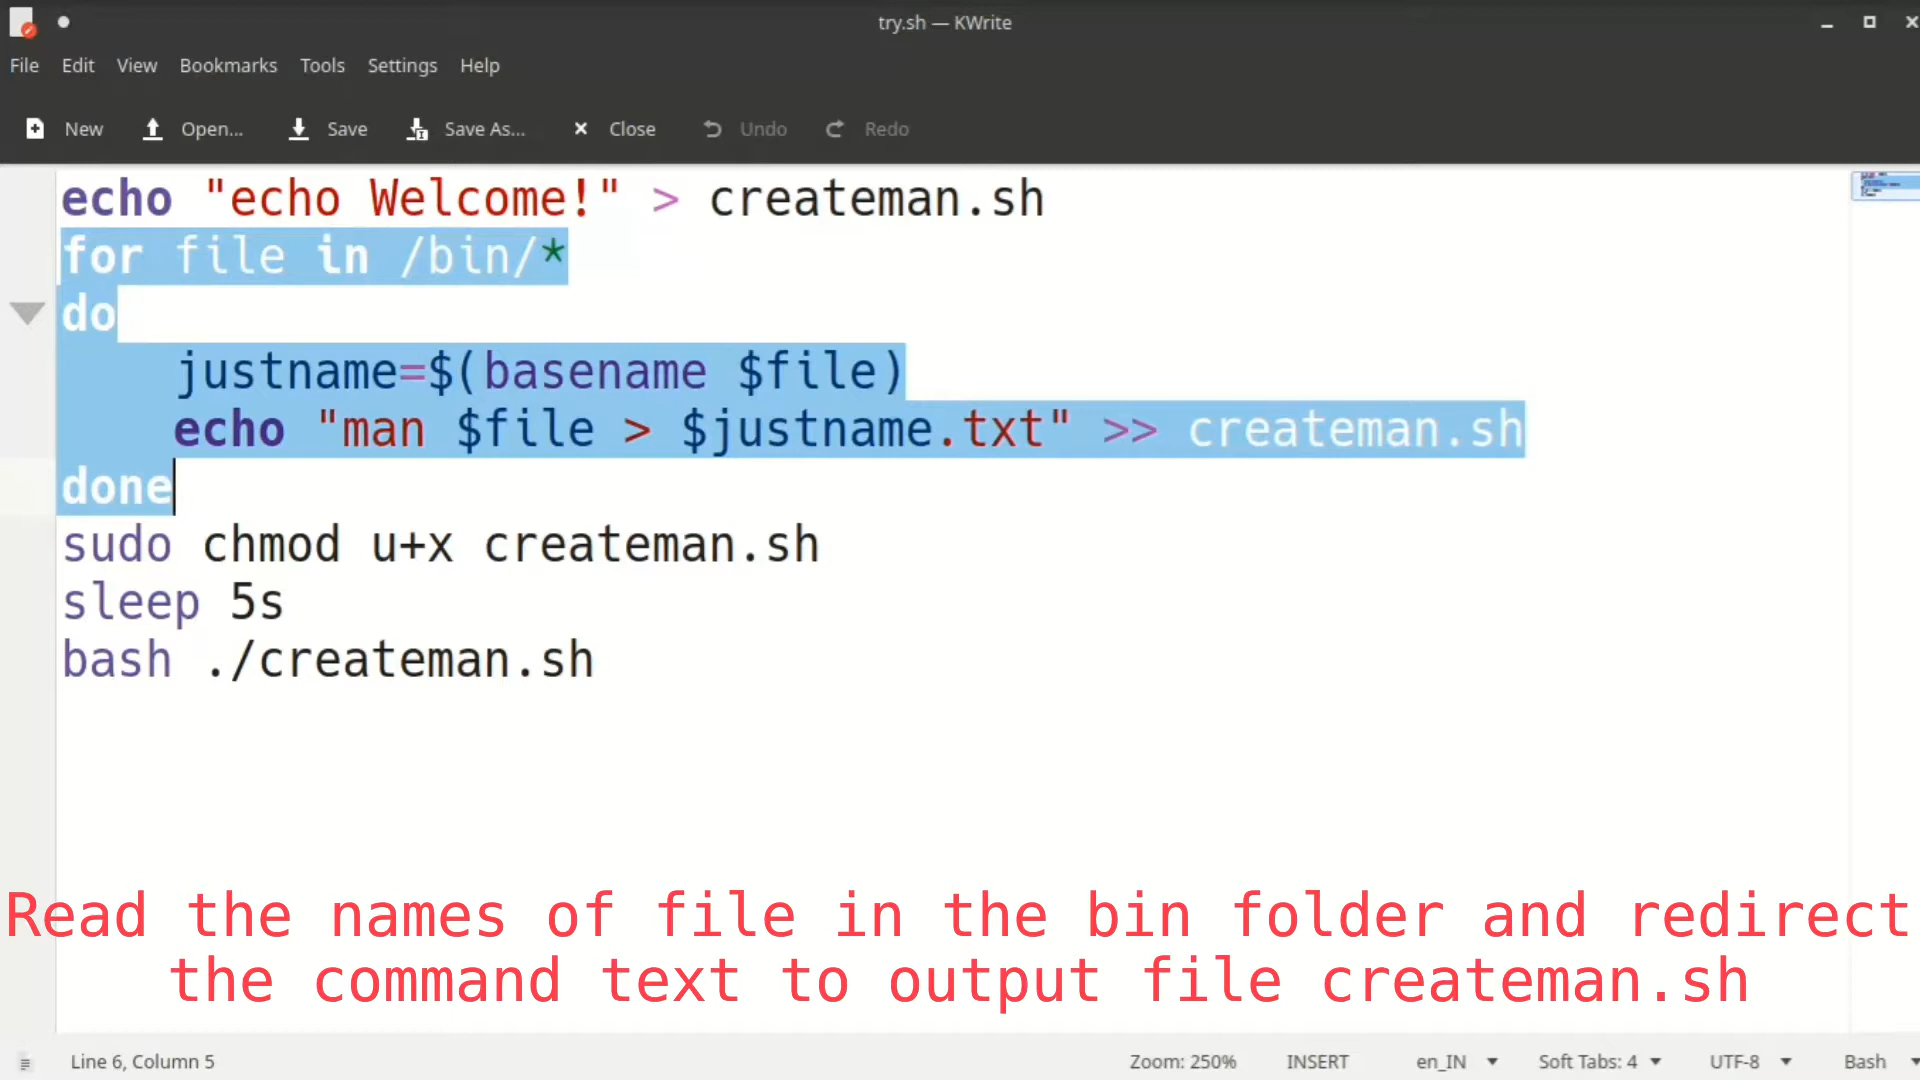 try.sh — KWrite
File Edit View Bookmarks Tools Settings Help
New Open... Save Save As... Close Undo Redo
echo "echo Welcome!" > createman.sh
for file in /bin/*
do
    justname=$(basename $file)
    echo "man $file > $justname.txt" >> createman.sh
done
sudo chmod u+x createman.sh
sleep 5s
bash ./createman.sh
Read the names of file in the bin folder and redirect
the command text to output file createman.sh
Line 6, Column 5 Zoom: 250% INSERT en_IN Soft Tabs: 4 UTF-8 Bash